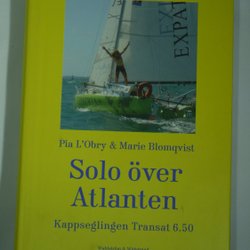 EXPAT
Pia L'Obry & Marie Blomqvist
Solo över
Atlanten
Kappseglingen Transat 6.50